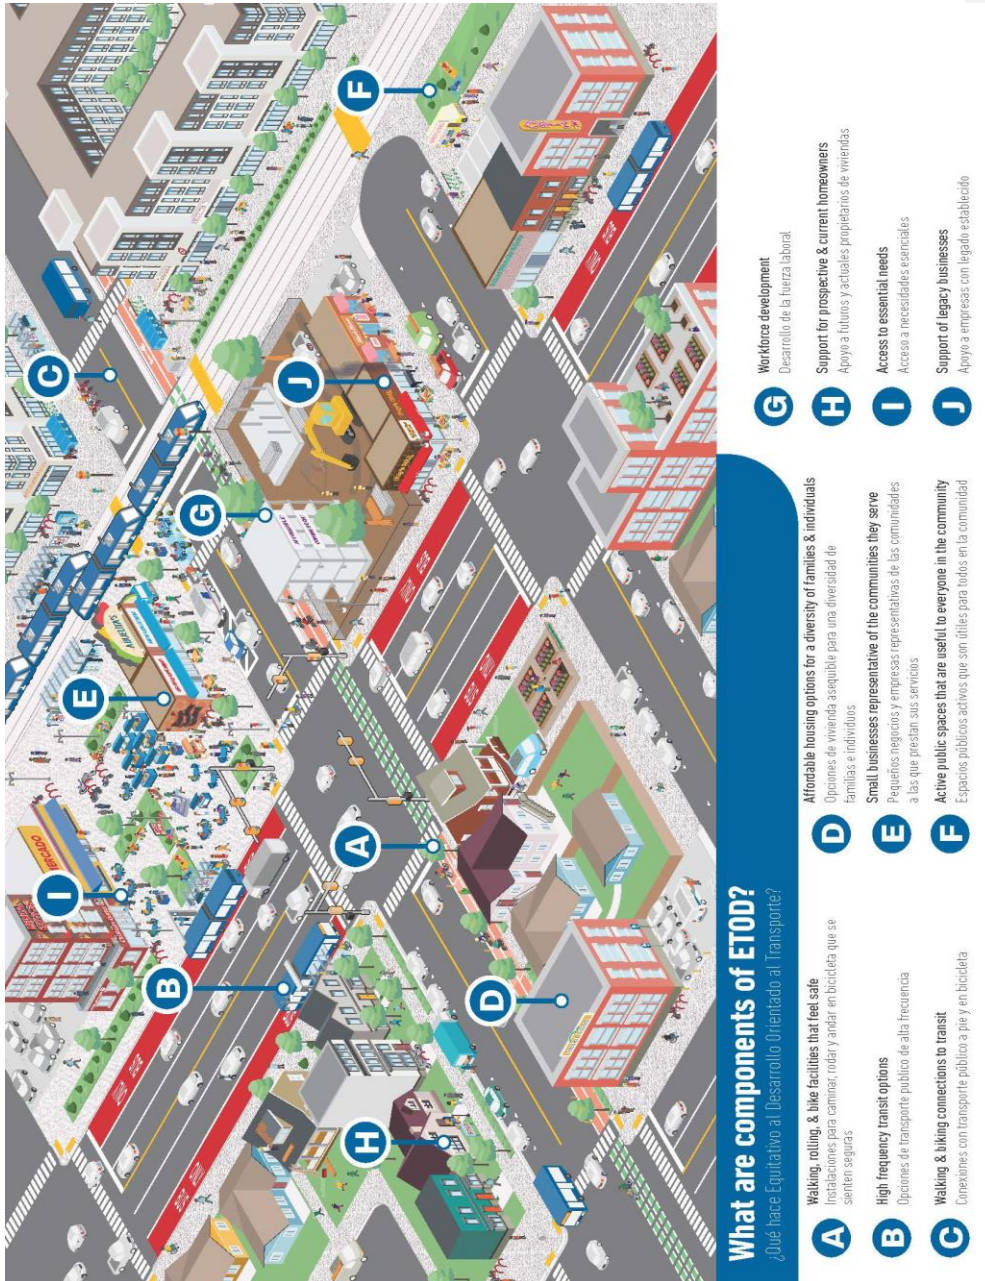 What are components of ETOD?
¿Qué hace Equitativo al Desarrollo Orientado al Transporte?
A
Walking, rolling, & bike facilities that feel safe
Instalaciones para caminar, rodar y andar en bicicleta que se
sienten seguras
B
High frequency transit options
Opciones de transporte público de alta frecuencia
C
Walking & biking connections to transit
Conexiones con transporte público a pie y en bicicleta
D
Affordable housing options for a diversity of families & individuals
Opciones de vivienda asequible para una diversidad de
familias e individuos
E
Small businesses representative of the communities they serve
Pequeños negocios y empresas representativas de las comunidades
a las que prestan sus servicios
F
Active public spaces that are useful to everyone in the community
Espacios públicos activos que son útiles para todos en la comunidad
G
Workforce development
Desarrollo de la fuerza laboral
H
Support for prospective & current homeowners
Apoyo a futuros y actuales propietarios de viviendas
I
Access to essential needs
Acceso a necesidades esenciales
J
Support of legacy businesses
Apoyo a empresas con legado establecido
A
B
C
D
E
F
G
H
I
J
MERCADO